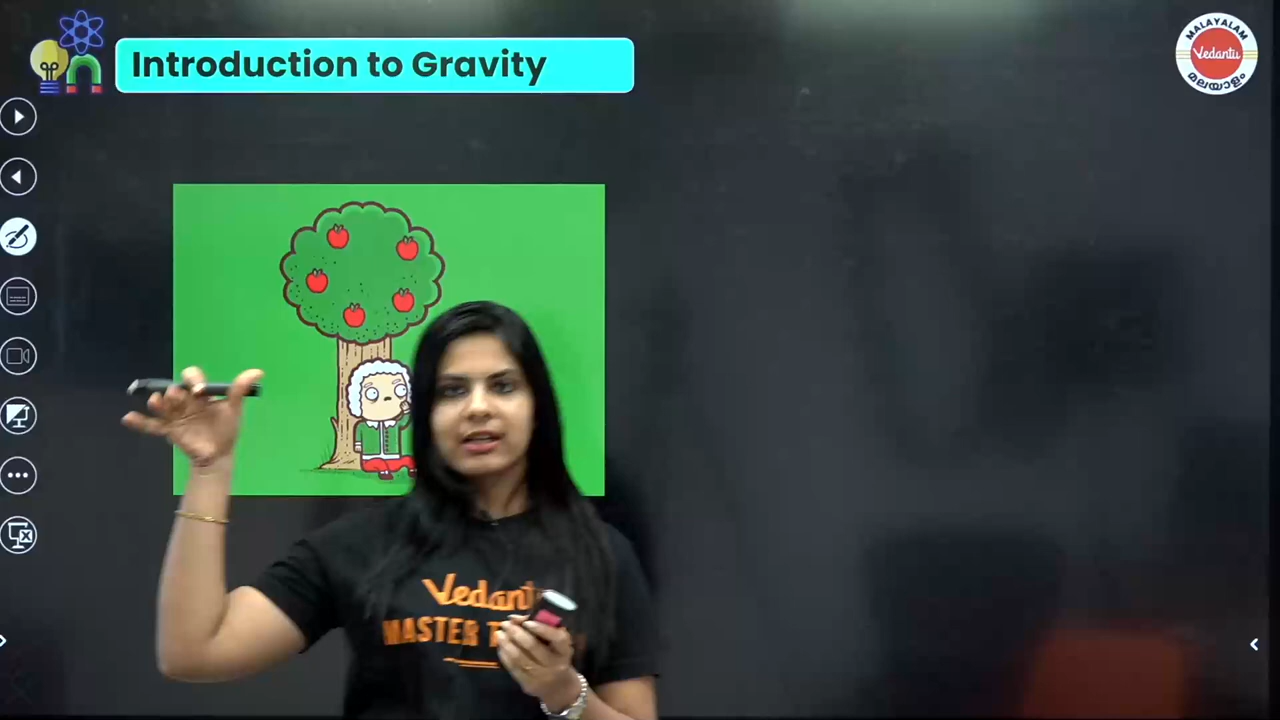 Introduction to Gravity
MALAYALAM
Vedantu
മലയാളം
Vedantu
MASTER